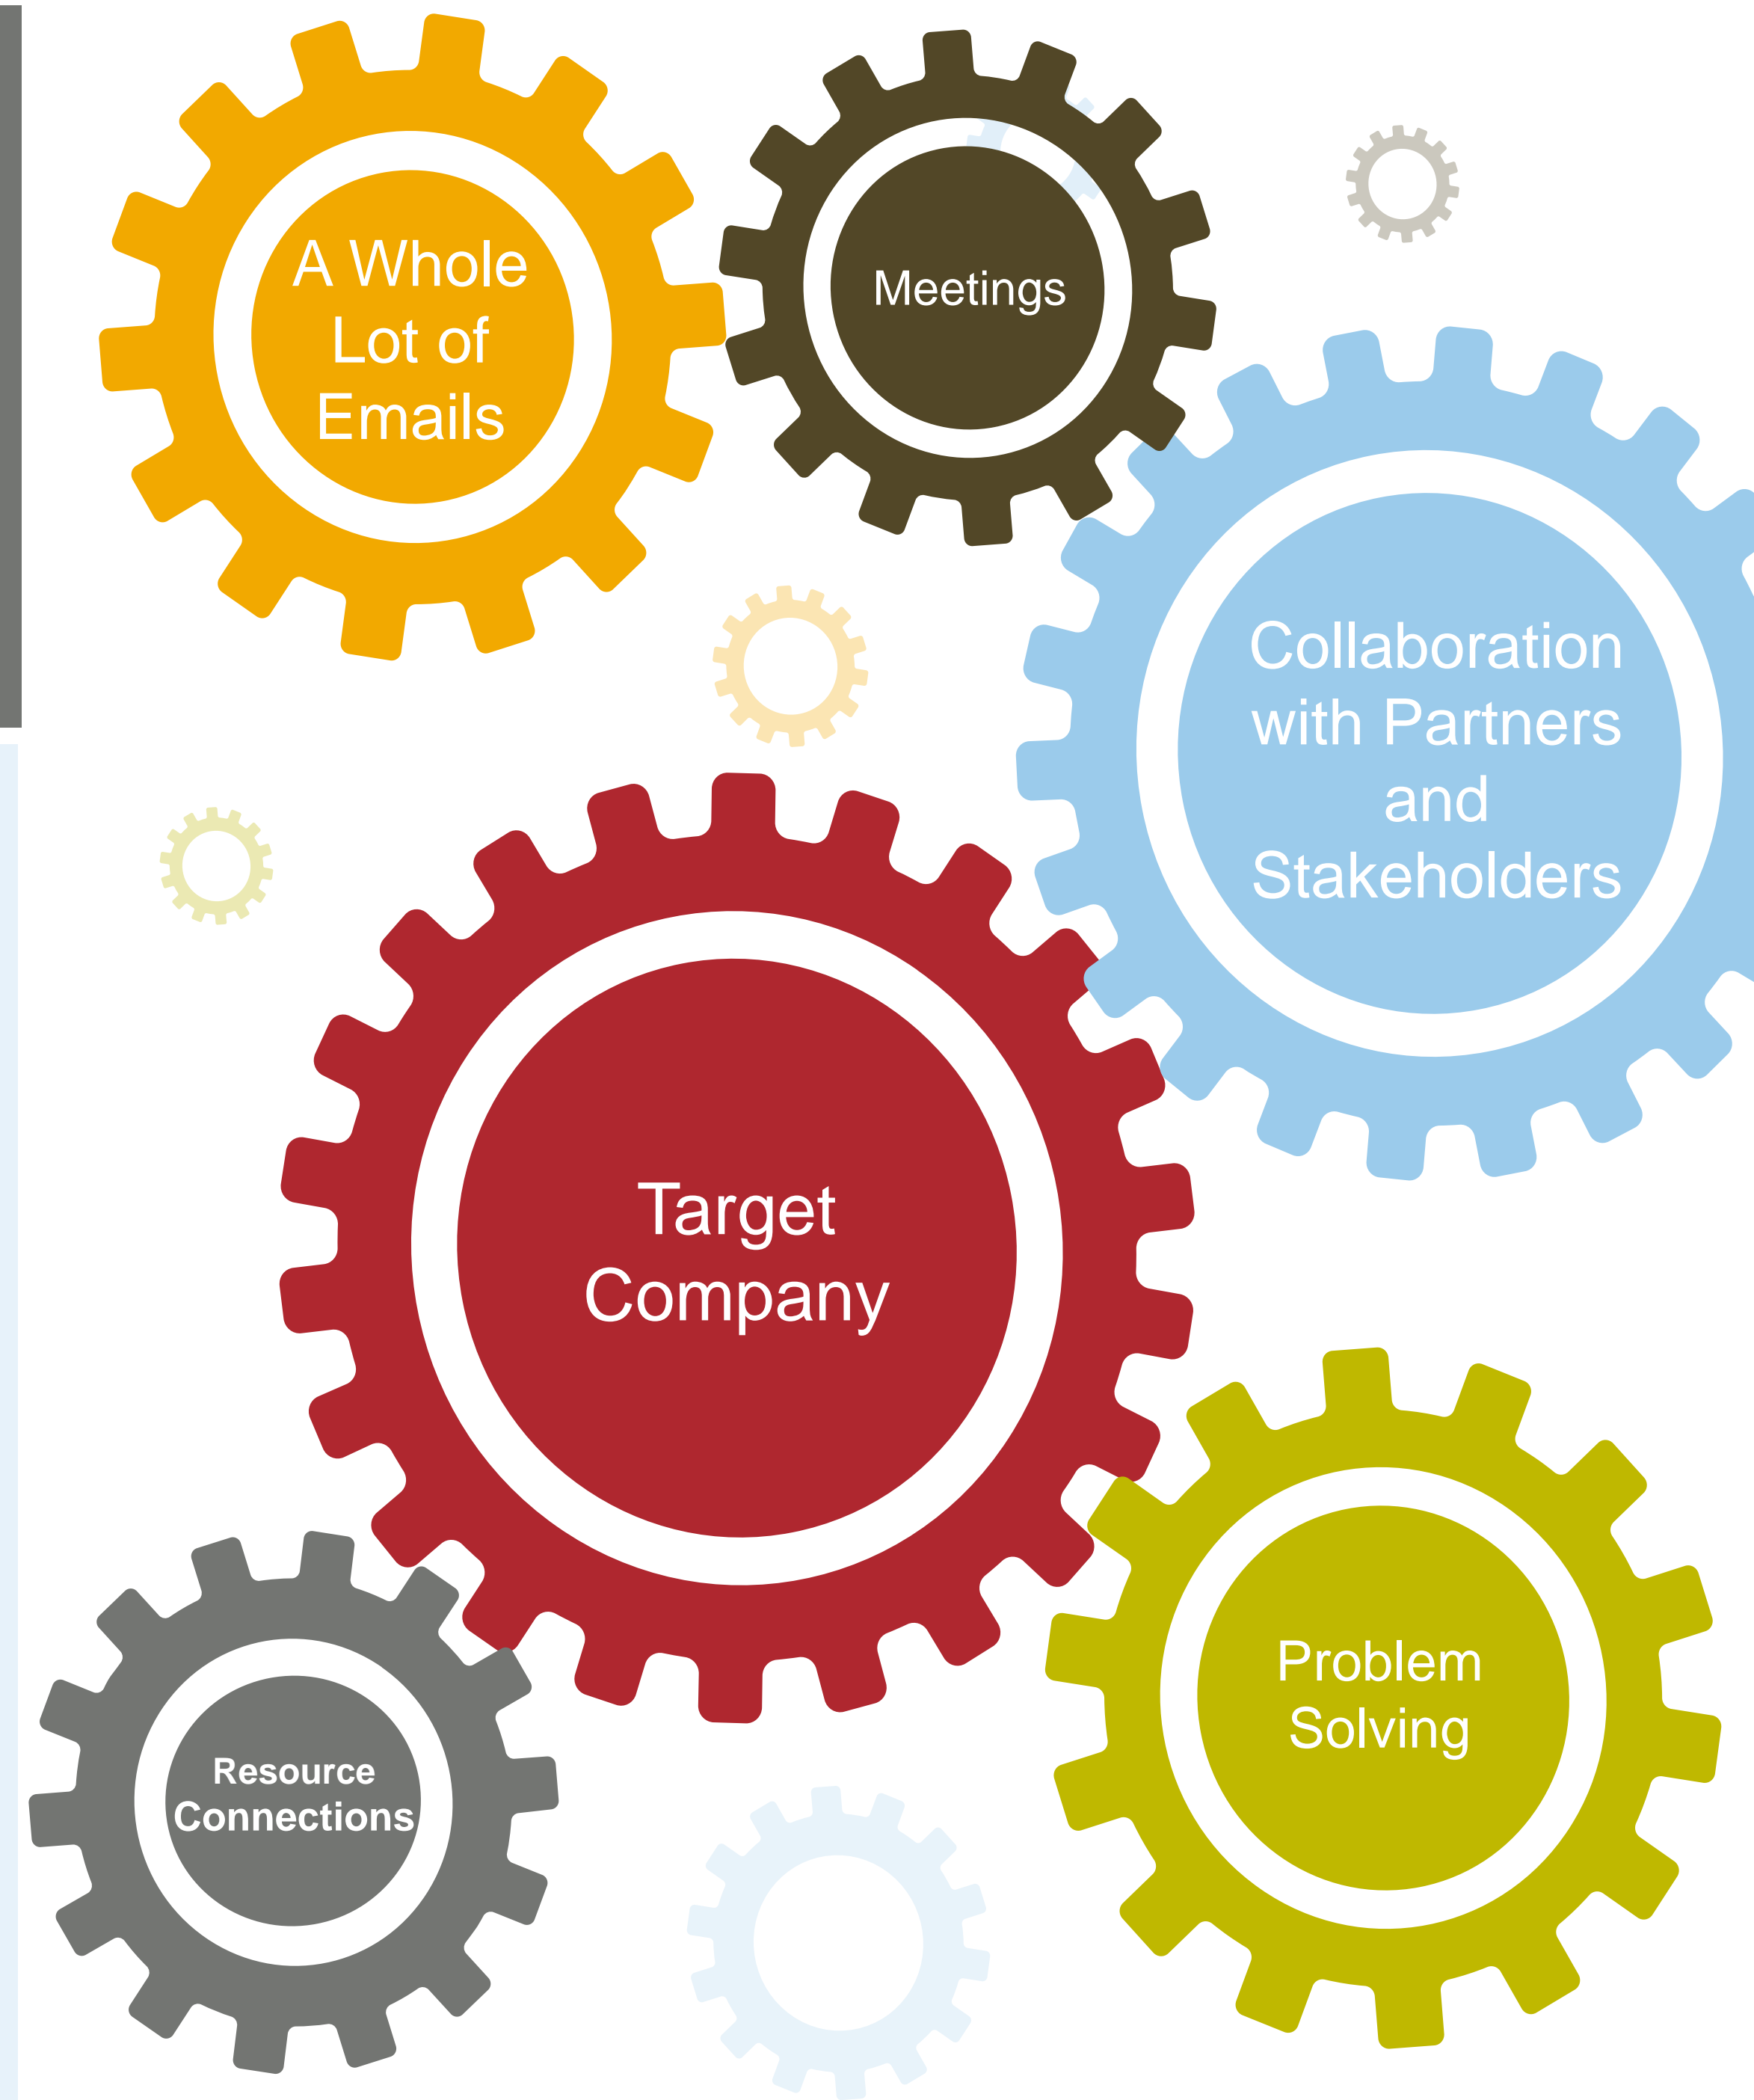 A Whole
Lot of
Emails
Meetings
Collaboration
with Partners
and
Stakeholders
Target
Company
Problem
Solving
Resource
Connections